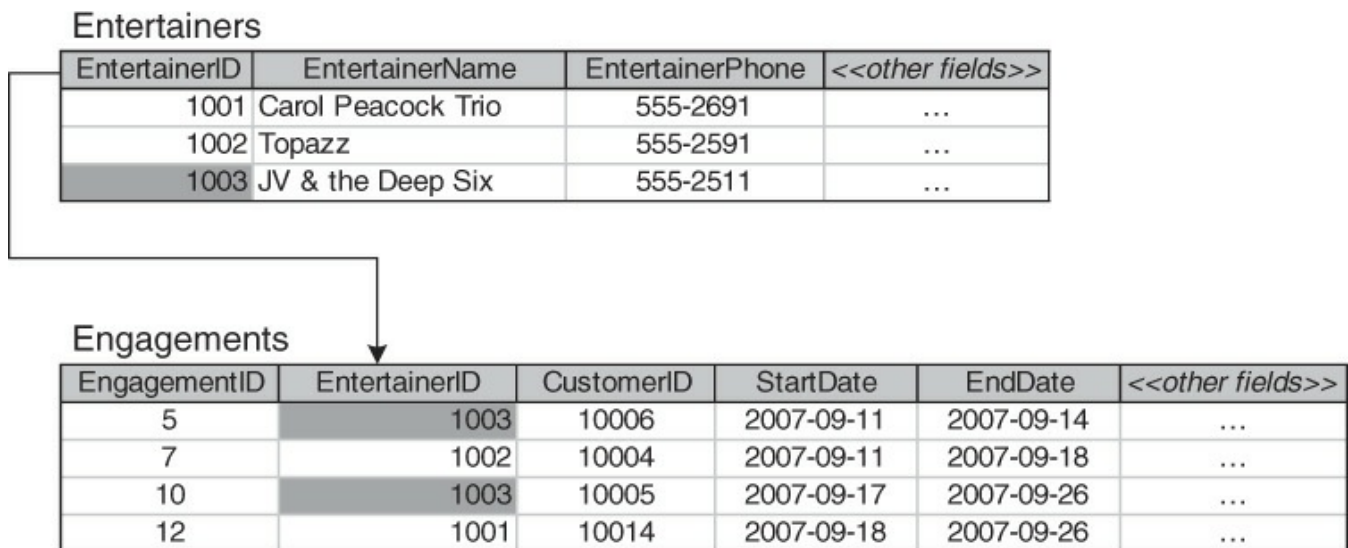 Entertainers
EntertainerID EntertainerName EntertainerPhone <<other fields>>
1001 Carol Peacock Trio 555-2691 ...
1002 Topazz 555-2591 ...
1003 JV & the Deep Six 555-2511 ...
Engagements
EngagementID EntertainerID CustomerID StartDate EndDate <<other fields>>
5 1003 10006 2007-09-11 2007-09-14 ...
7 1002 10004 2007-09-11 2007-09-18 ...
10 1003 10005 2007-09-17 2007-09-26 ...
12 1001 10014 2007-09-18 2007-09-26 ...